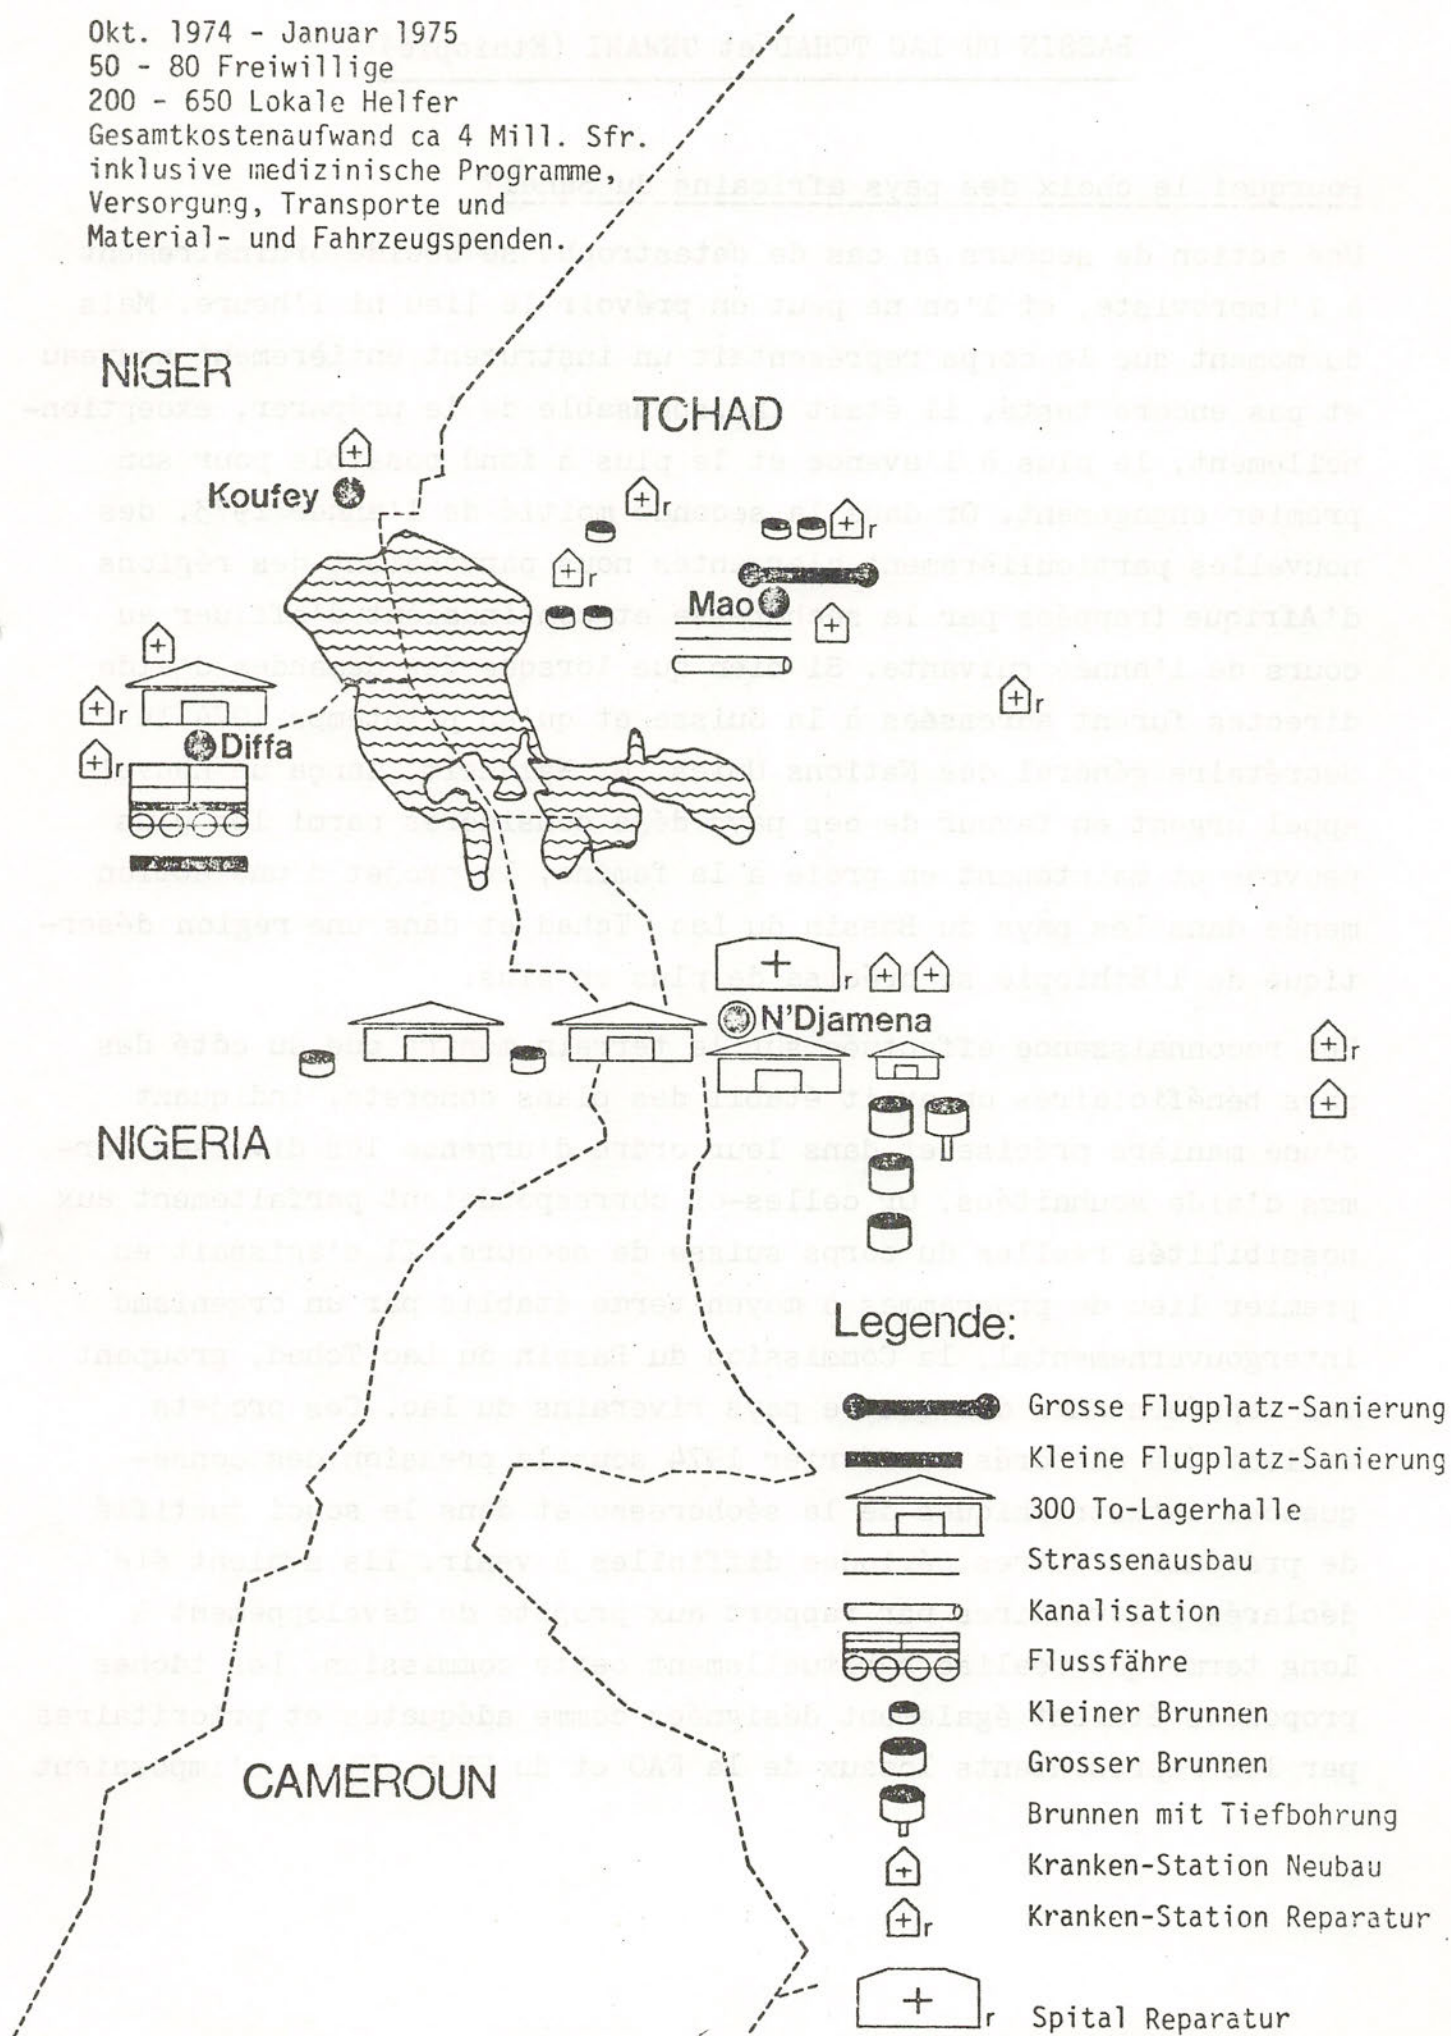 Okt. 1974 - Januar 1975
50 - 80 Freiwillige
200 - 650 Lokale Helfer
Gesamtkostenaufwand ca 4 Mill. Sfr.
inklusive medizinische Programme,
Versorgung, Transporte und
Material- und Fahrzeugspenden.
NIGER
TCHAD
Koufey
r
r
r
Mao
r
r
r
Diffa
r
N'Djamena
r
NIGERIA
CAMEROUN
Legende:
Grosse Flugplatz-Sanierung
Kleine Flugplatz-Sanierung
300 To-Lagerhalle
Strassenausbau
Kanalisation
Flussfähre
Kleiner Brunnen
Grosser Brunnen
Brunnen mit Tiefbohrung
Kranken-Station Neubau
r Kranken-Station Reparatur
r Spital Reparatur